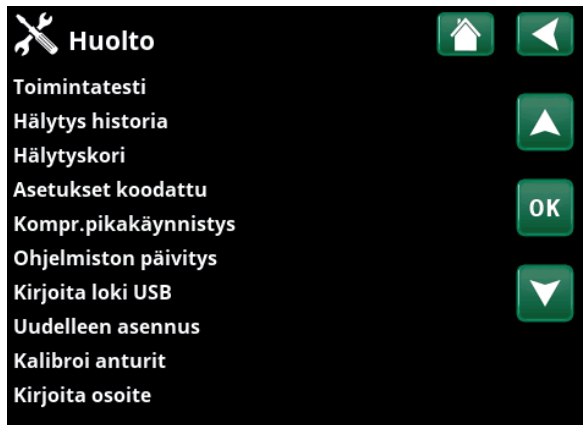 Huolto
Toimintatesti
Hälytys historia
Hälytyskori
Asetukset koodattu
OK
Kompr.pikakäynnistys
Ohjelmiston päivitys
Kirjoita loki USB
Uudelleen asennus
Kalibroi anturit
Kirjoita osoite